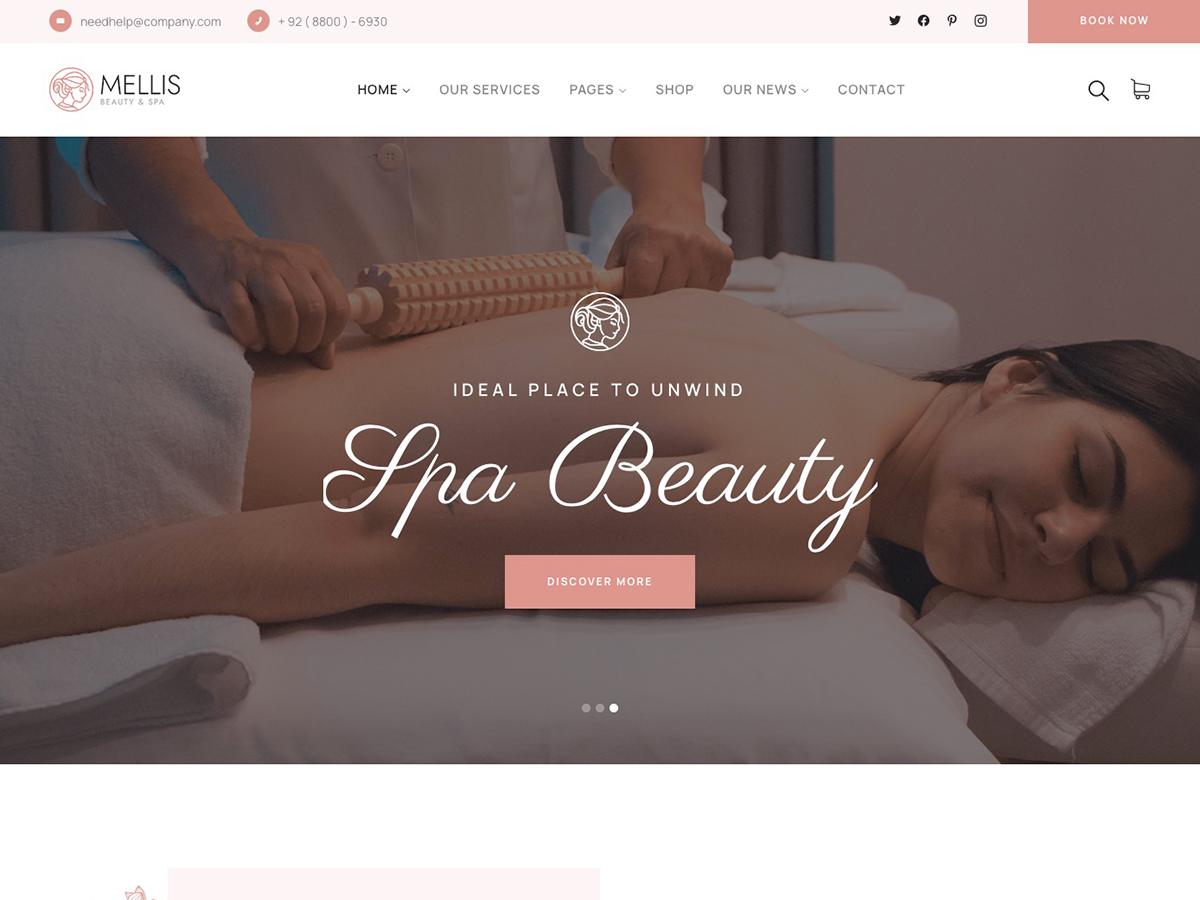 needhelp@company.com
+ 92 ( 8800 ) - 6930
BOOK NOW
MELLIS
BEAUTY & SPA
HOME
OUR SERVICES
PAGES
SHOP
OUR NEWS
CONTACT
IDEAL PLACE TO UNWIND
Spa Beauty
DISCOVER MORE